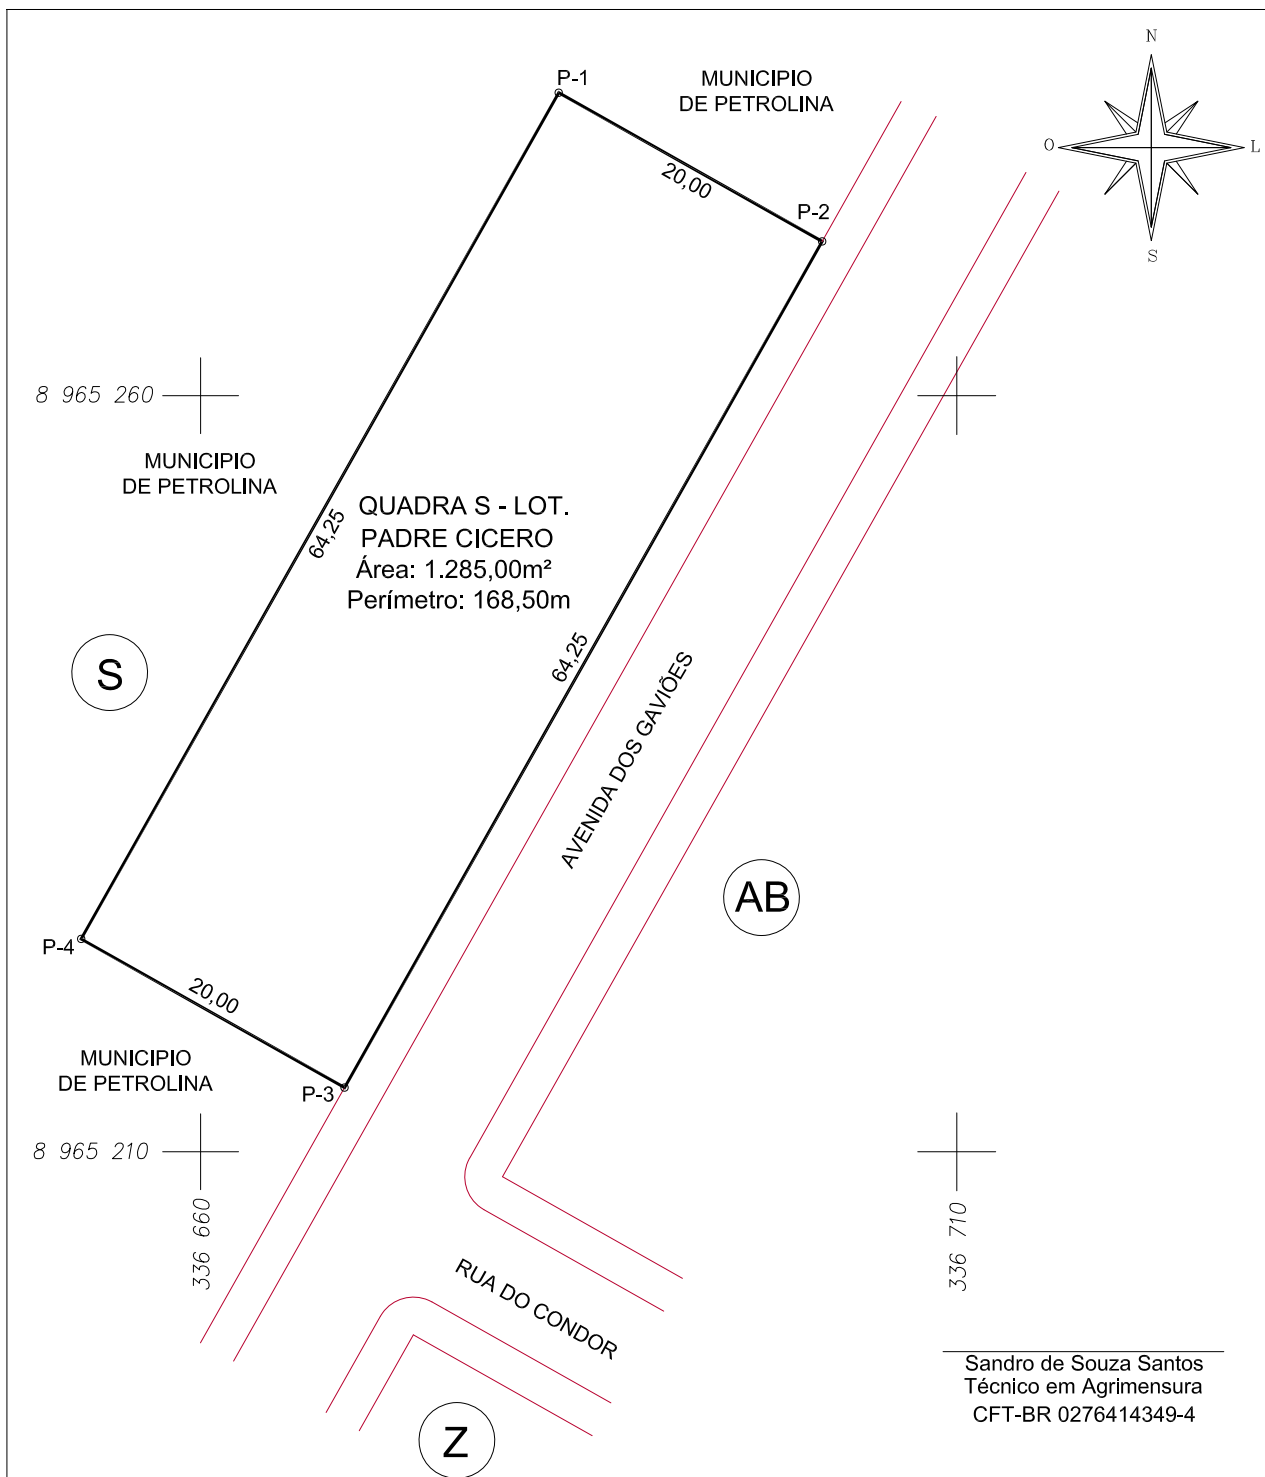 N
P-1
MUNICIPIO
DE PETROLINA
O
L
20,00
P-2
S
8 965 260
MUNICIPIO
DE PETROLINA
QUADRA S - LOT.
PADRE CICERO
Área: 1.285,00m²
Perímetro: 168,50m
64,25
64,25
S
AVENIDA DOS GAVIÕES
AB
P-4
20,00
MUNICIPIO
DE PETROLINA
P-3
8 965 210
336 660
336 710
RUA DO CONDOR
Sandro de Souza Santos
Técnico em Agrimensura
CFT-BR 0276414349-4
Z